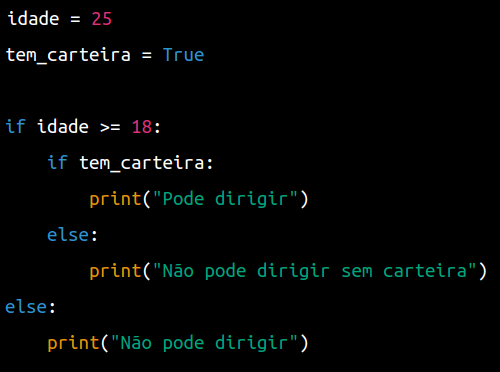 idade = 25
tem_carteira = True
if idade >= 18:
    if tem_carteira:
        print("Pode dirigir")
    else:
        print("Não pode dirigir sem carteira")
else:
    print("Não pode dirigir")